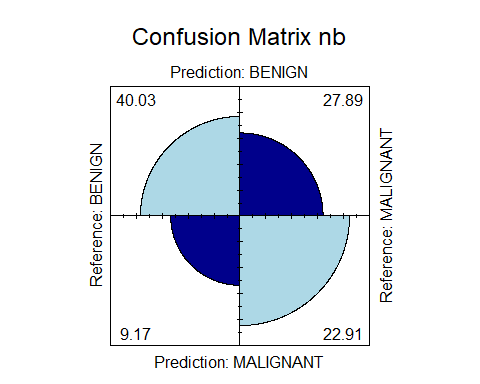 Confusion Matrix nb
Prediction: BENIGN
40.03
27.89
Reference: BENIGN
Reference: MALIGNANT
9.17
22.91
Prediction: MALIGNANT